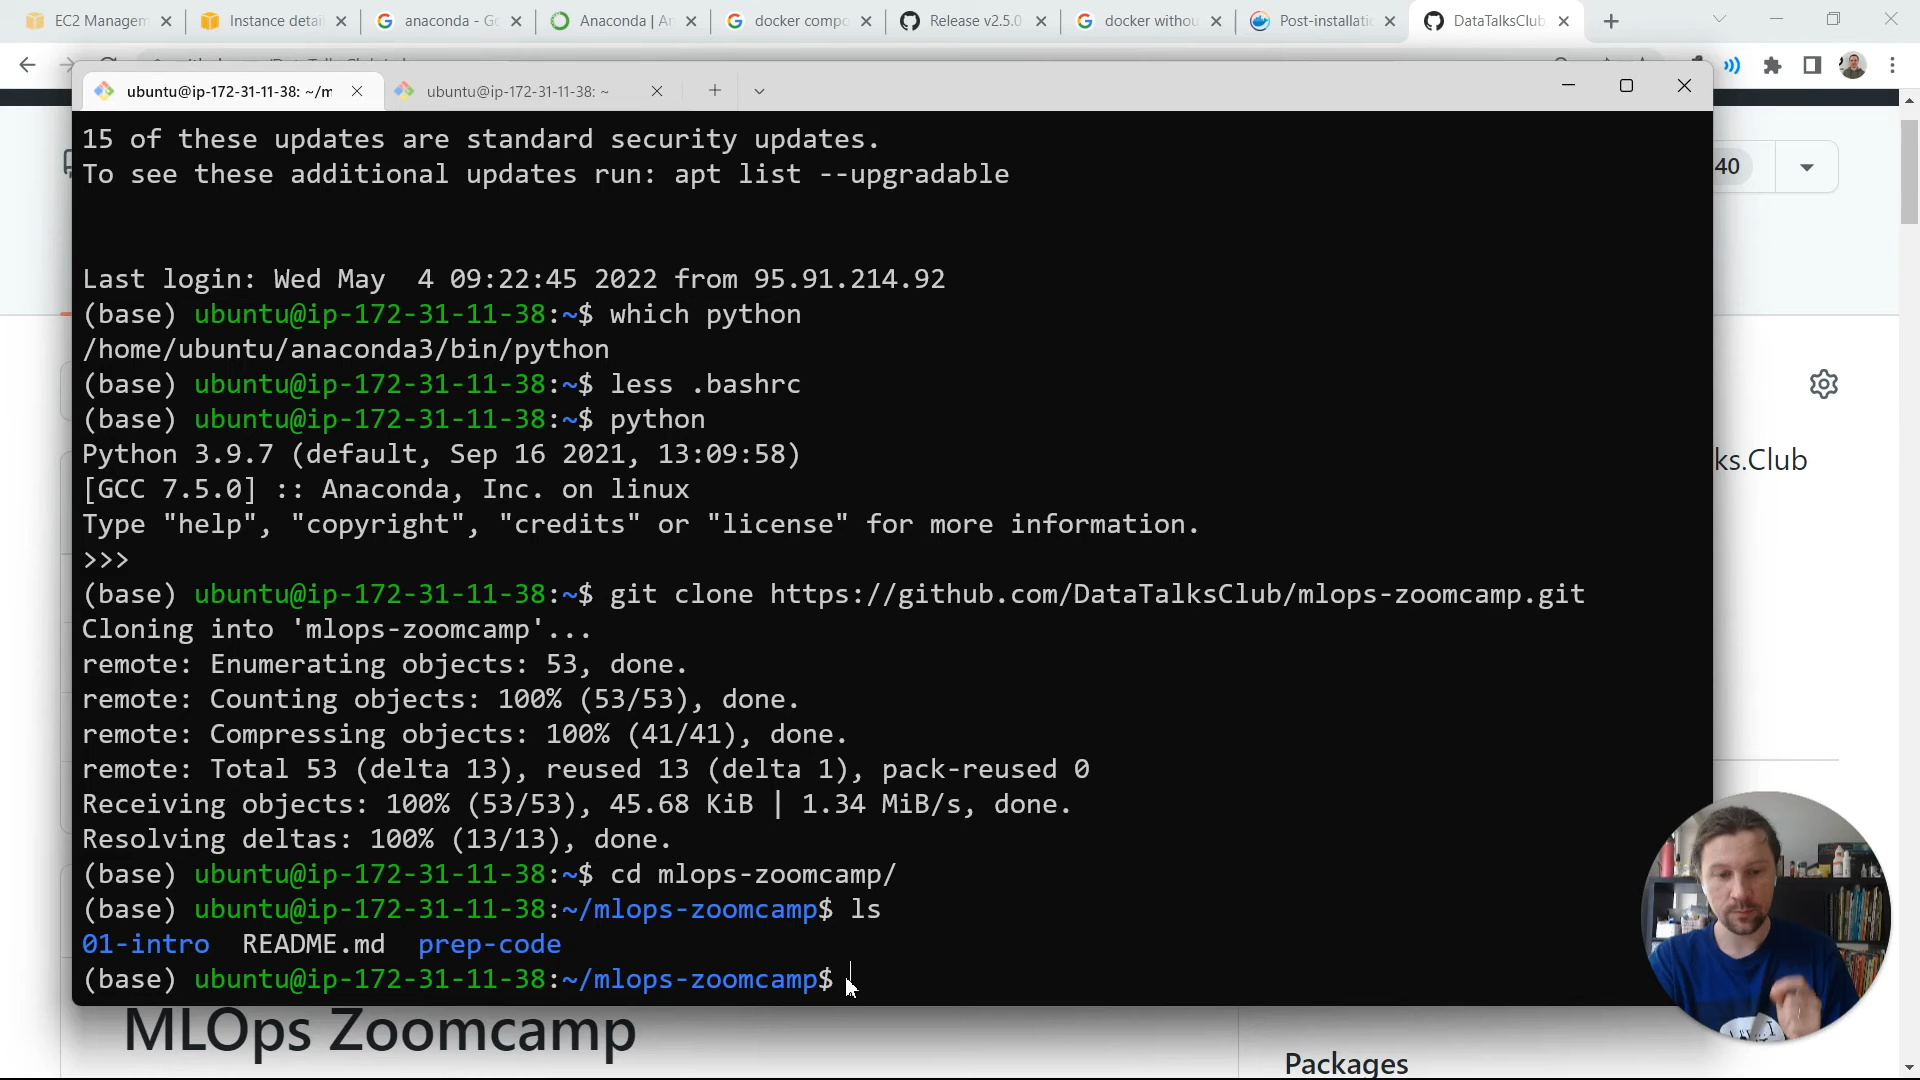 EC2 Managem
Instance detai
anaconda - Go
Anaconda | An
docker compo
Release v2.5.0
docker withou
Post-installatio
DataTalksClub
ubuntu@ip-172-31-11-38: ~/m
ubuntu@ip-172-31-11-38: ~
15 of these updates are standard security updates.
To see these additional updates run: apt list --upgradable
40
Last login: Wed May  4 09:22:45 2022 from 95.91.214.92
(base) ubuntu@ip-172-31-11-38:~$ which python
/home/ubuntu/anaconda3/bin/python
(base) ubuntu@ip-172-31-11-38:~$ less .bashrc
(base) ubuntu@ip-172-31-11-38:~$ python
Python 3.9.7 (default, Sep 16 2021, 13:09:58)
[GCC 7.5.0] :: Anaconda, Inc. on linux
Type "help", "copyright", "credits" or "license" for more information.
>>>
(base) ubuntu@ip-172-31-11-38:~$ git clone https://github.com/DataTalksClub/mlops-zoomcamp.git
Cloning into 'mlops-zoomcamp'...
remote: Enumerating objects: 53, done.
remote: Counting objects: 100% (53/53), done.
remote: Compressing objects: 100% (41/41), done.
remote: Total 53 (delta 13), reused 13 (delta 1), pack-reused 0
Receiving objects: 100% (53/53), 45.68 KiB | 1.34 MiB/s, done.
Resolving deltas: 100% (13/13), done.
(base) ubuntu@ip-172-31-11-38:~$ cd mlops-zoomcamp/
(base) ubuntu@ip-172-31-11-38:~/mlops-zoomcamp$ ls
01-intro  README.md  prep-code
(base) ubuntu@ip-172-31-11-38:~/mlops-zoomcamp$
ks.Club
MLOps Zoomcamp
Packages